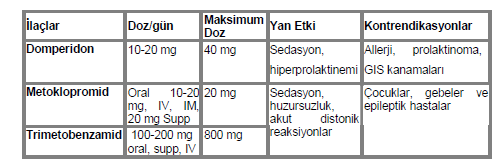 İlaçlar Doz/gün Maksimum Doz Yan Etki Kontrendikasyonlar
Domperidon 10-20 mg 40 mg Sedasyon, hiperprolaktinemi Allerji, prolaktinoma, GIS kanamaları
Metoklopromid Oral 10-20 mg, IV, IM, 20 mg Supp 20 mg Sedasyon, huzursuzluk, akut distonik reaksiyonlar Çocuklar, gebeler ve epileptik hastalar
Trimetobenzamid 100-200 mg oral, supp, IV 800 mg